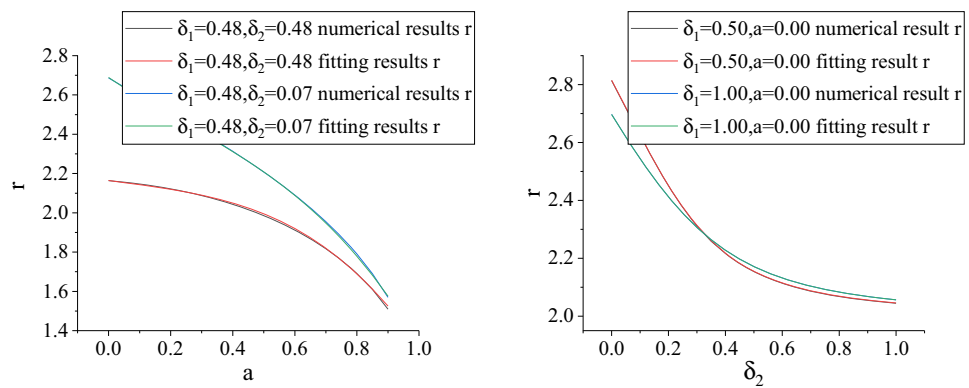 δ₁=0.48,δ₂=0.48 numerical results r
δ₁=0.48,δ₂=0.48 fitting results r
δ₁=0.48,δ₂=0.07 numerical results r
δ₁=0.48,δ₂=0.07 fitting results r
2.8
2.6
2.4
2.2
2.0
1.8
1.6
1.4
r
0.0 0.2 0.4 0.6 0.8 1.0
a
δ₁=0.50,a=0.00 numerical result r
δ₁=0.50,a=0.00 fitting result r
δ₁=1.00,a=0.00 numerical result r
δ₁=1.00,a=0.00 fitting result r
2.8
2.6
2.4
2.2
2.0
r
0.0 0.2 0.4 0.6 0.8 1.0
δ₂